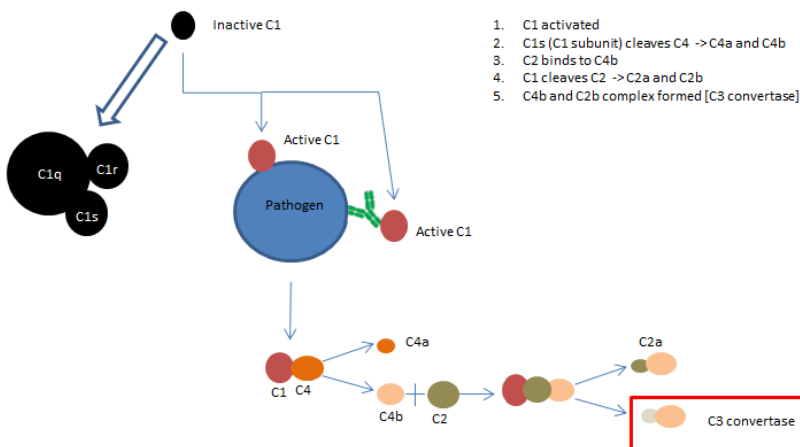 Inactive C1
1. C1 activated
2. C1s (C1 subunit) cleaves C4 -> C4a and C4b
3. C2 binds to C4b
4. C1 cleaves C2 -> C2a and C2b
5. C4b and C2b complex formed [C3 convertase]
C1q
C1r
C1s
Active C1
Pathogen
Active C1
C4a
C2a
C1
C4
C4b
C2
C3 convertase